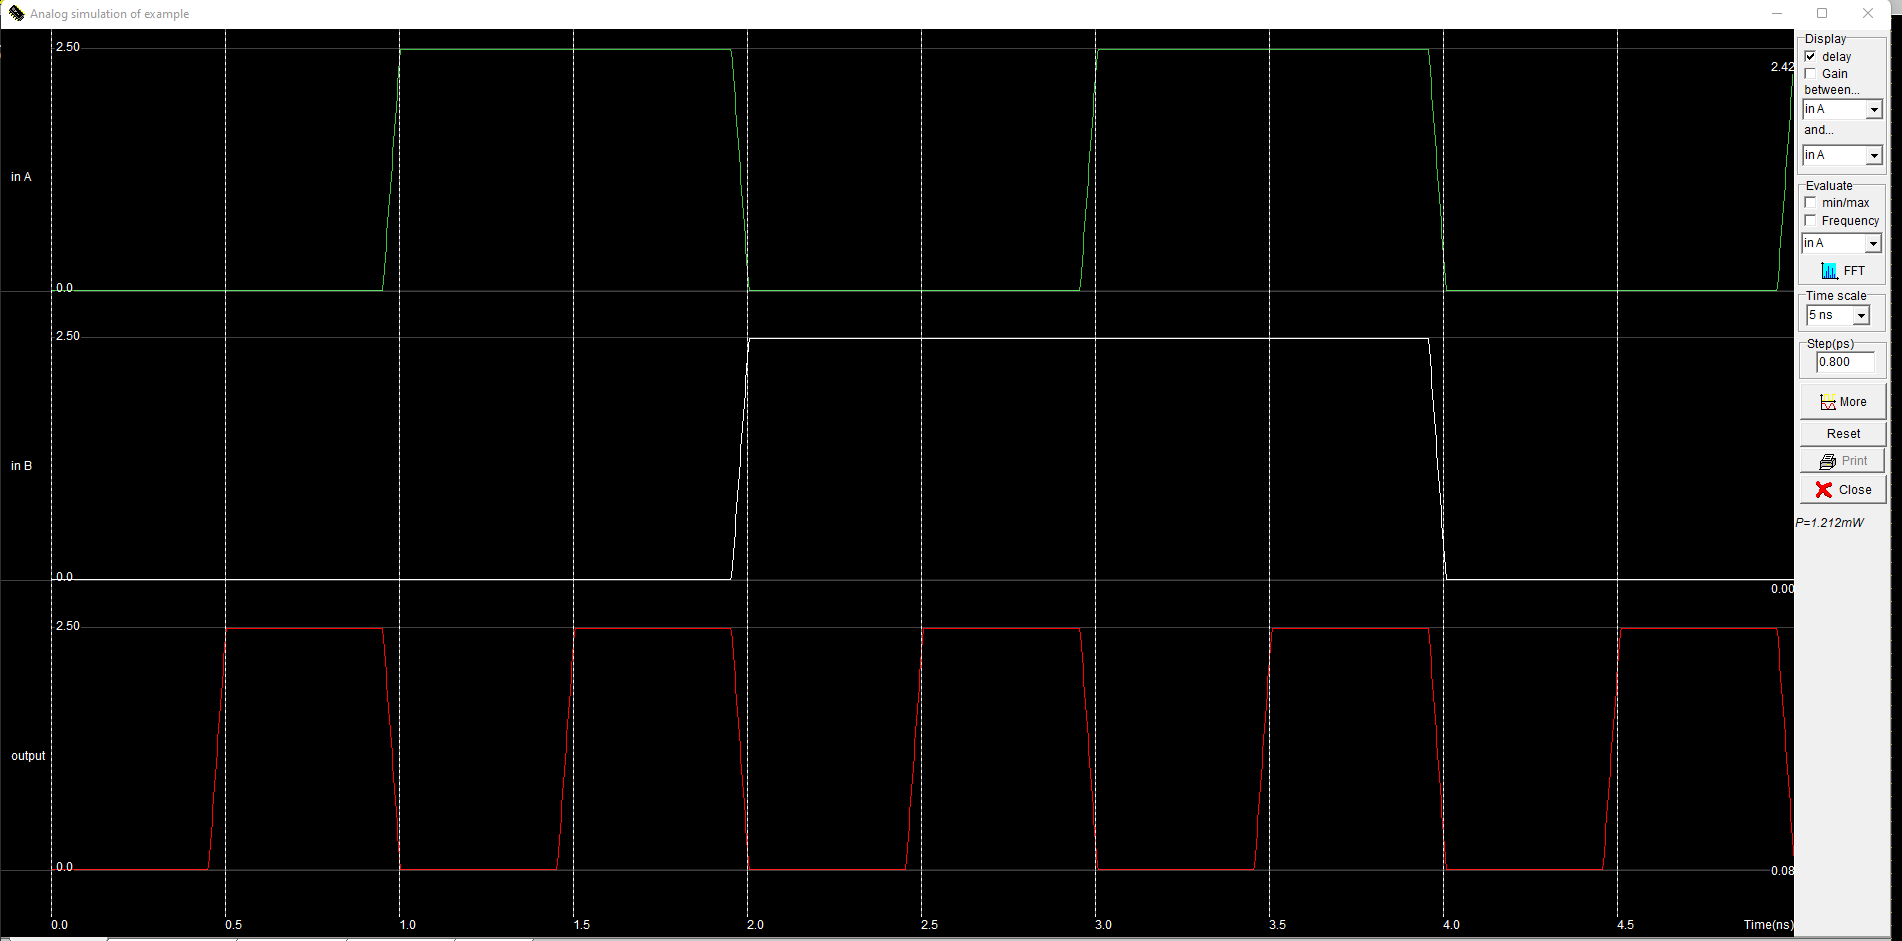 Analog simulation of example
2.50
in A
0.0
2.42
2.50
in B
0.0
0.00
2.50
output
0.0
0.08
0.0 0.5 1.0 1.5 2.0 2.5 3.0 3.5 4.0 4.5 Time(ns)
Display
delay
Gain
between...
in A
and...
in A
Evaluate
min/max
Frequency
in A
FFT
Time scale
5 ns
Step(ps)
0.800
More
Reset
Print
Close
P=1.212mW